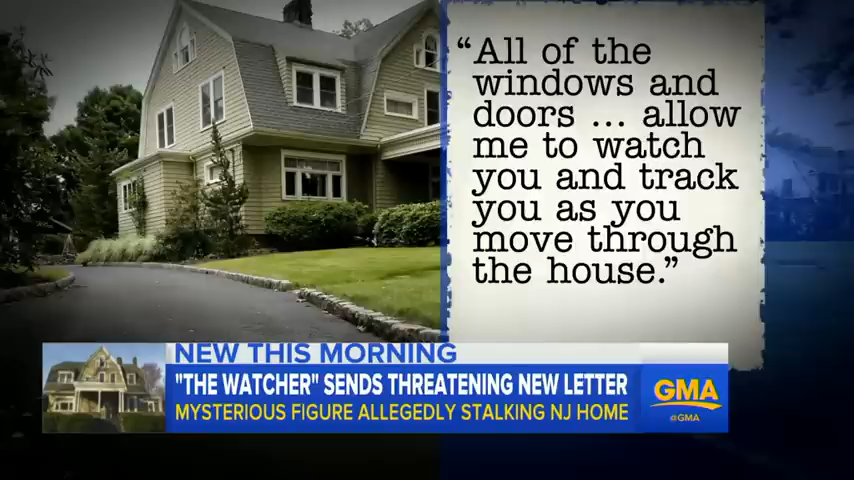 “All of the
windows and
doors ... allow
me to watch
you and track
you as you
move through
the house.”
NEW THIS MORNING
"THE WATCHER" SENDS THREATENING NEW LETTER
MYSTERIOUS FIGURE ALLEGEDLY STALKING NJ HOME
GMA
@GMA